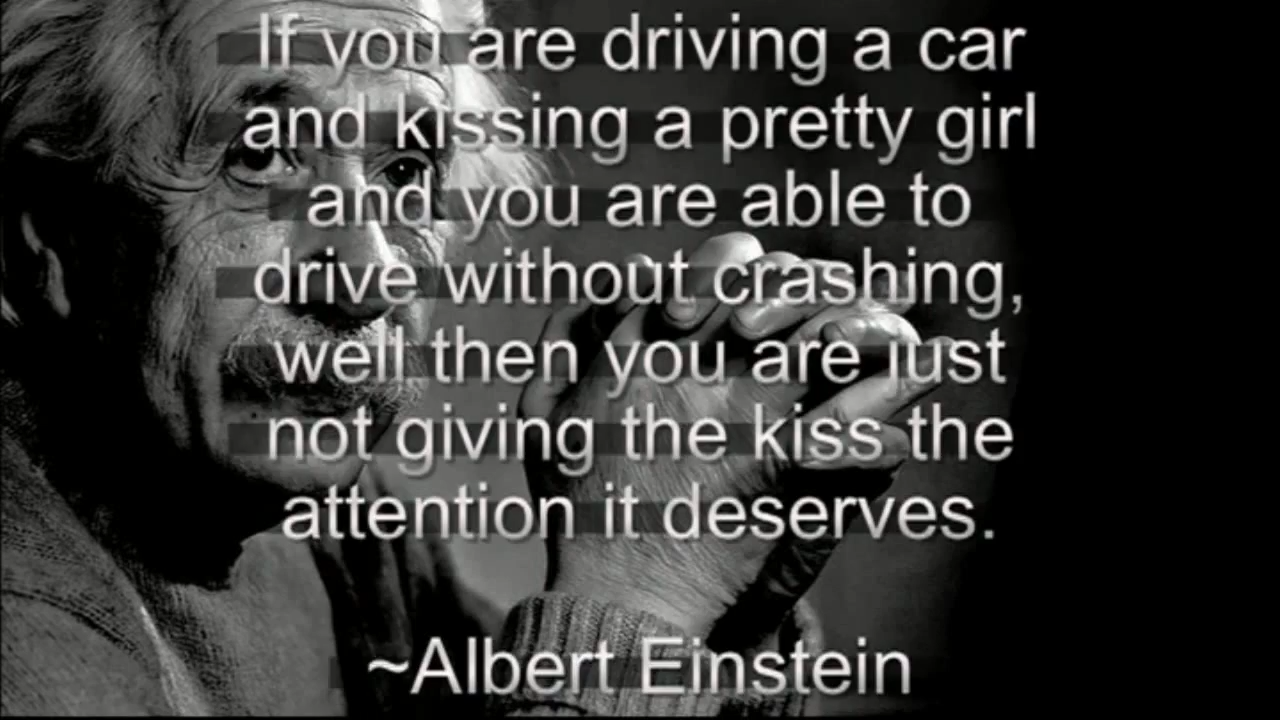 If you are driving a car
and kissing a pretty girl
and you are able to
drive without crashing,
well then you are just
not giving the kiss the
attention it deserves.
~Albert Einstein